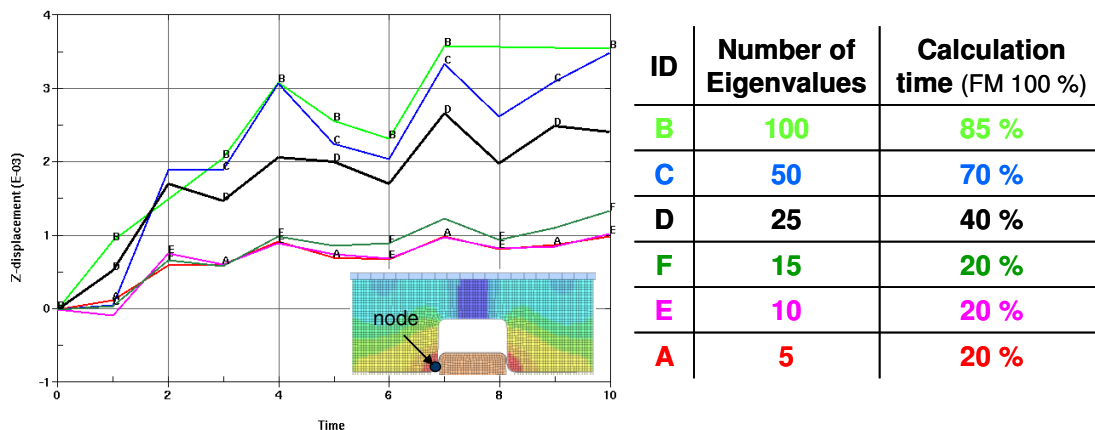 4
3
2
1
0
-1
Z-displacement (E-03)
0 2 4 6 8 10
Time
node
ID Number of Eigenvalues Calculation time (FM 100 %)
B 100 85 %
C 50 70 %
D 25 40 %
F 15 20 %
E 10 20 %
A 5 20 %